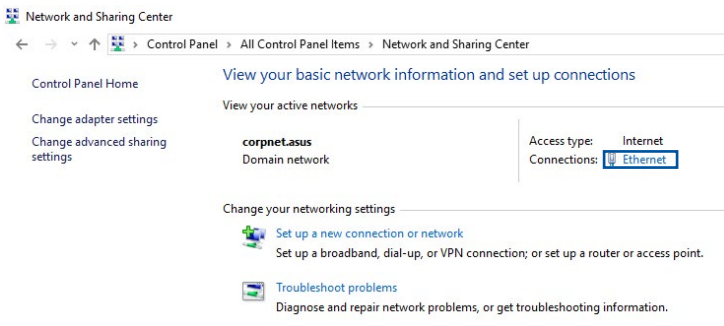 Network and Sharing Center
Control Panel > All Control Panel Items > Network and Sharing Center
Control Panel Home
Change adapter settings
Change advanced sharing
settings
View your basic network information and set up connections
View your active networks
corpnet.asus
Domain network
Access type: Internet
Connections: Ethernet
Change your networking settings
Set up a new connection or network
Set up a broadband, dial-up, or VPN connection; or set up a router or access point.
Troubleshoot problems
Diagnose and repair network problems, or get troubleshooting information.